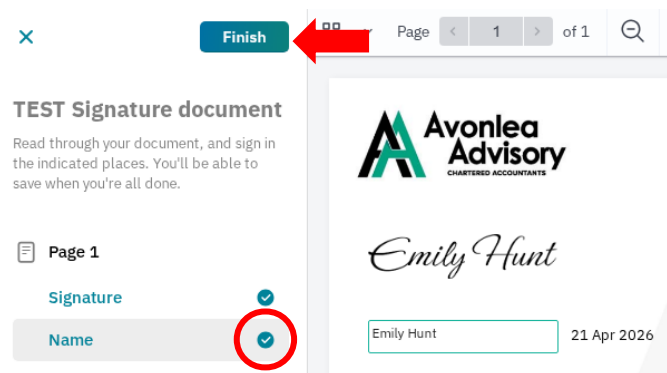 Finish
Page 1 of 1
TEST Signature document
Read through your document, and sign in
the indicated places. You'll be able to
save when you're all done.
Page 1
Signature
Name
Avonlea
Advisory
CHARTERED ACCOUNTANTS
Emily Hunt
Emily Hunt 21 Apr 2026